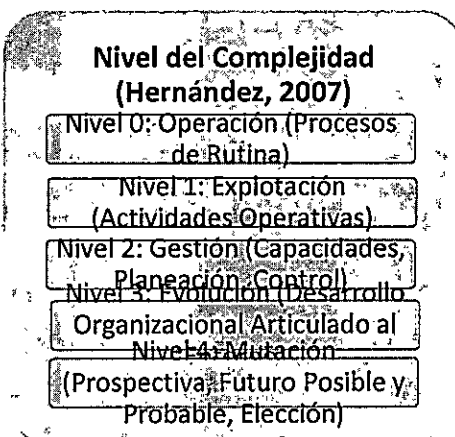 Nivel del Complejidad
(Hernández, 2007)
Nivel 0: Operación (Procesos
de Rutina)
Nivel 1: Explotación
(Actividades Operativas)
Nivel 2: Gestión (Capacidades,
Planeación, Control)
Nivel 3: Evolución (Desarrollo
Organizacional Articulado al
Nivel 4: Mutación
(Prospectiva, Futuro Posible y
Probable, Elección)